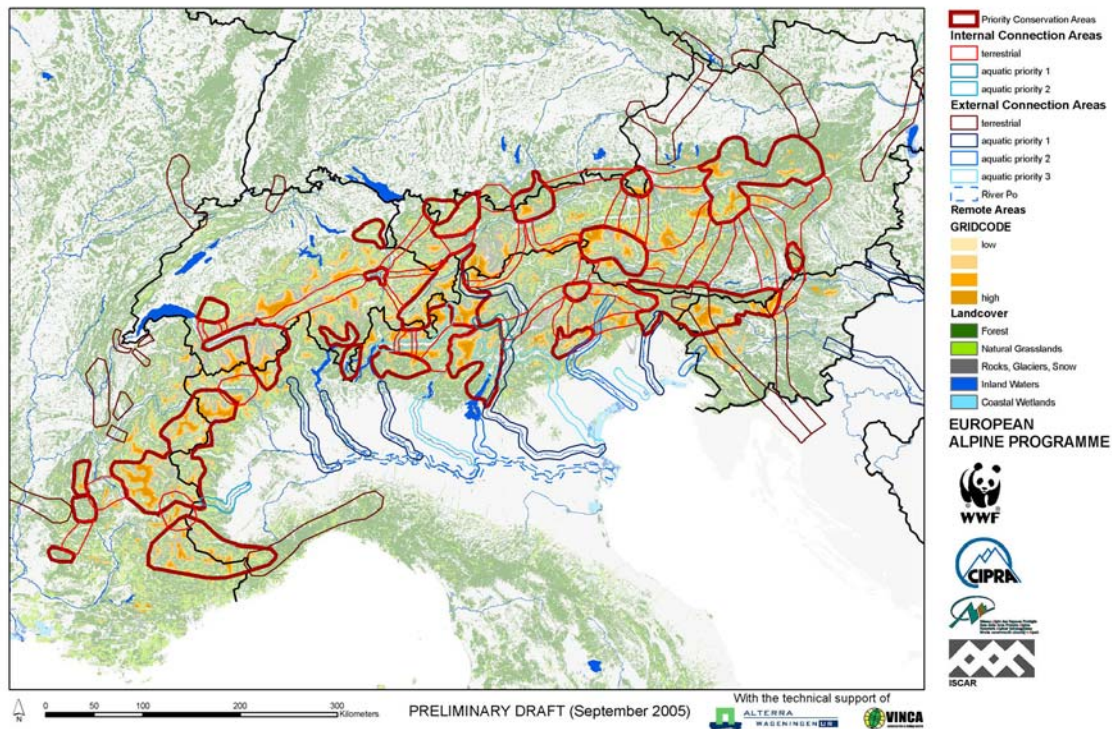 Priority Conservation Areas
Internal Connection Areas
terrestrial
aquatic priority 1
aquatic priority 2
External Connection Areas
terrestrial
aquatic priority 1
aquatic priority 2
aquatic priority 3
River Po
Remote Areas
GRIDCODE
low
high
Landcover
Forest
Natural Grasslands
Rocks, Glaciers, Snow
Inland Waters
Coastal Wetlands
EUROPEAN
ALPINE PROGRAMME
WWF
CIPRA
ISCAR
N
0 50 100 200 300
Kilometers
PRELIMINARY DRAFT (September 2005)
With the technical support of
ALTERRA
WAGENINGEN UR
VINCA